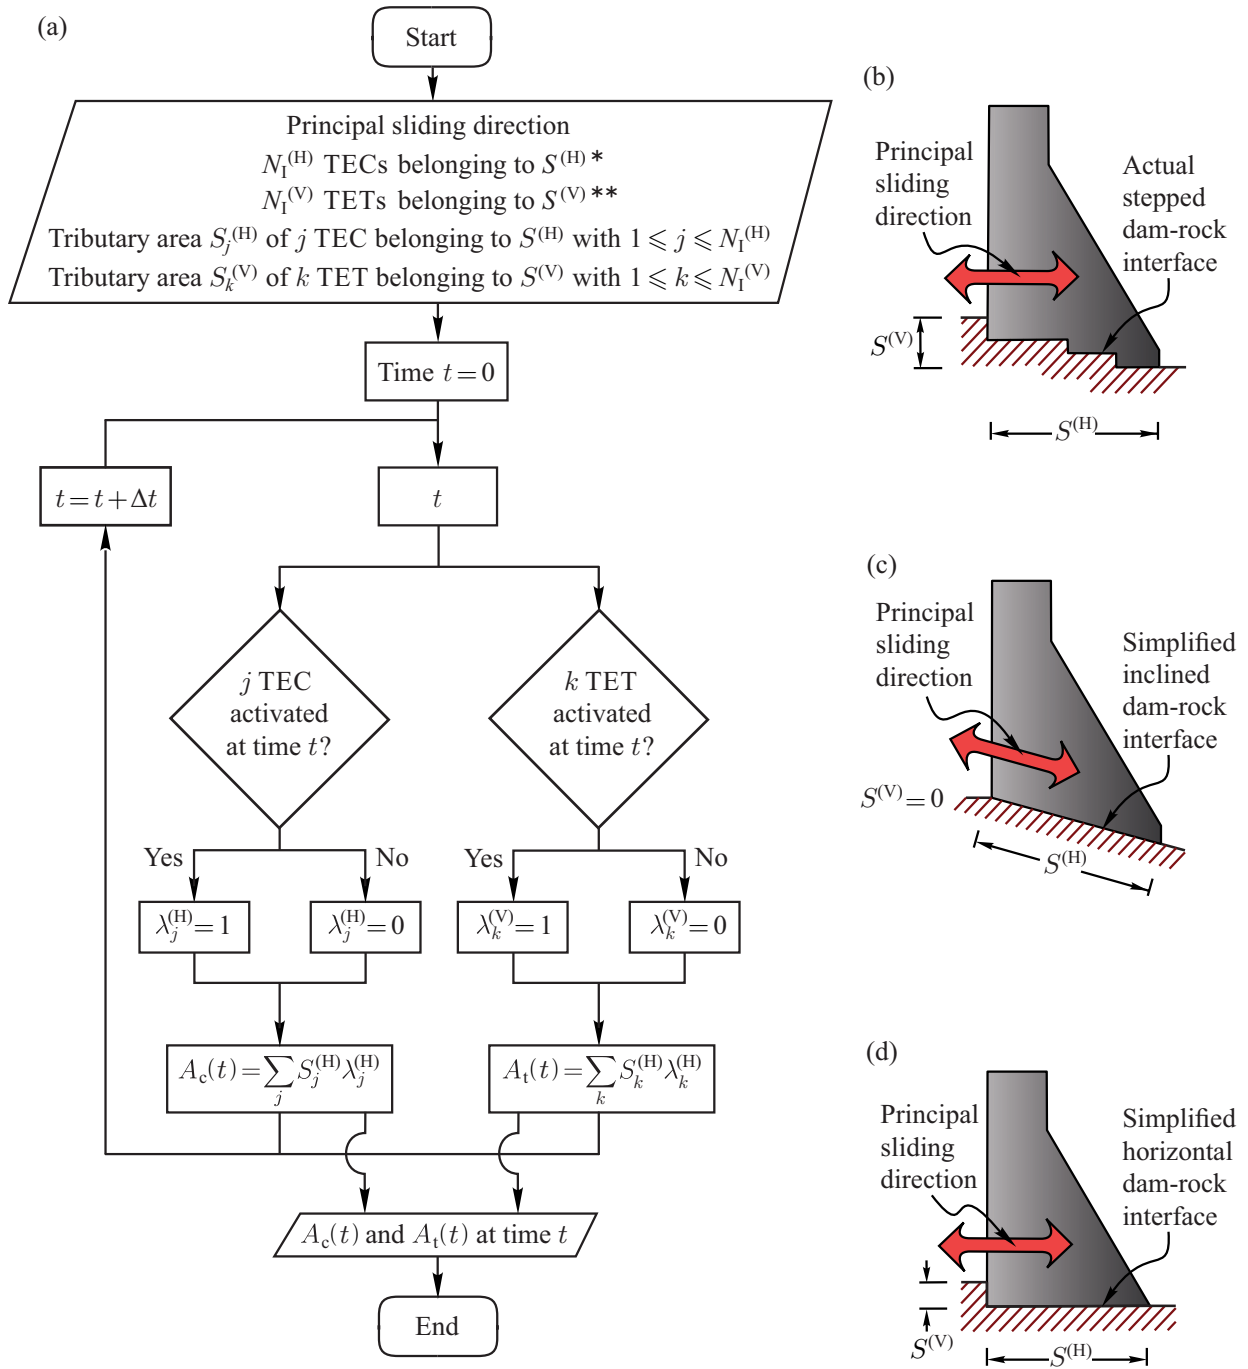 (a)
Start
Principal sliding direction
N_I^(H) TECs belonging to S^(H) *
N_I^(V) TETs belonging to S^(V) **
Tributary area S_j^(H) of j TEC belonging to S^(H) with 1 ⩽ j ⩽ N_I^(H)
Tributary area S_k^(V) of k TET belonging to S^(V) with 1 ⩽ k ⩽ N_I^(V)
Time t = 0
t = t + Δt
t
j TEC
activated
at time t?
k TET
activated
at time t?
Yes
No
Yes
No
λ_j^(H) = 1
λ_j^(H) = 0
λ_k^(V) = 1
λ_k^(V) = 0
A_c(t) = ∑_j S_j^(H) λ_j^(H)
A_t(t) = ∑_k S_k^(H) λ_k^(H)
A_c(t) and A_t(t) at time t
End
(b)
Principal
sliding
direction
Actual
stepped
dam-rock
interface
S^(V)
S^(H)
(c)
Principal
sliding
direction
Simplified
inclined
dam-rock
interface
S^(V) = 0
S^(H)
(d)
Principal
sliding
direction
Simplified
horizontal
dam-rock
interface
S^(V)
S^(H)